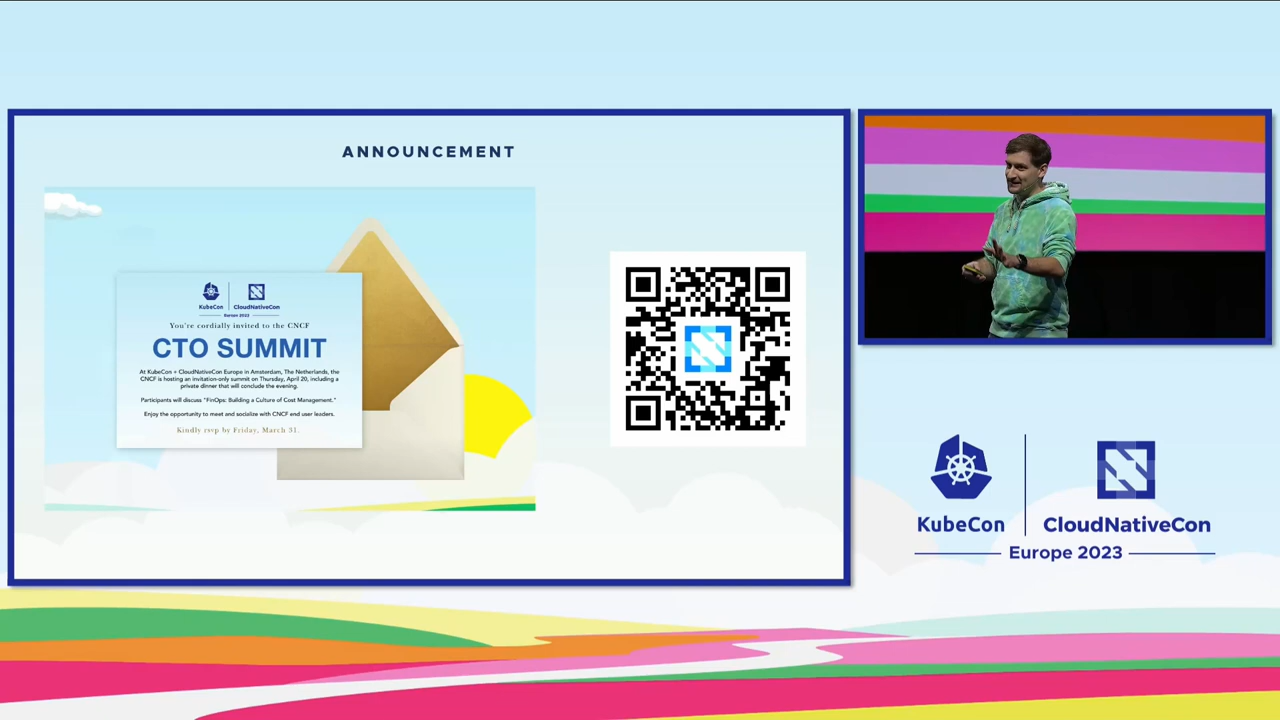 ANNOUNCEMENT
KubeCon
CloudNativeCon
Europe 2023
You're cordially invited to the CNCF
CTO SUMMIT
At KubeCon + CloudNativeCon Europe in Amsterdam, The Netherlands, the
CNCF is hosting an invitation-only summit on Thursday, April 20, including a
private dinner that will conclude the evening.
Participants will discuss "FinOps: Building a Culture of Cost Management."
Enjoy the opportunity to meet and socialize with CNCF end user leaders.
Kindly rsvp by Friday, March 31.
KubeCon
CloudNativeCon
Europe 2023